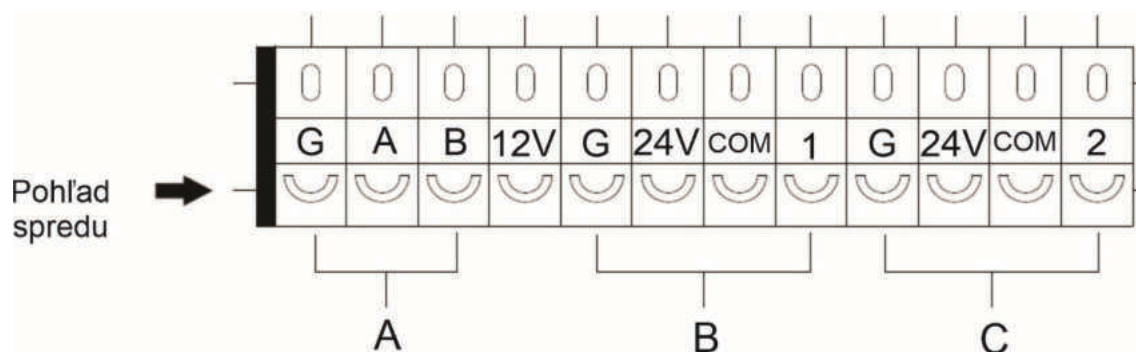 G A B 12V G 24V COM 1 G 24V COM 2
Pohľad
spredu
A B C